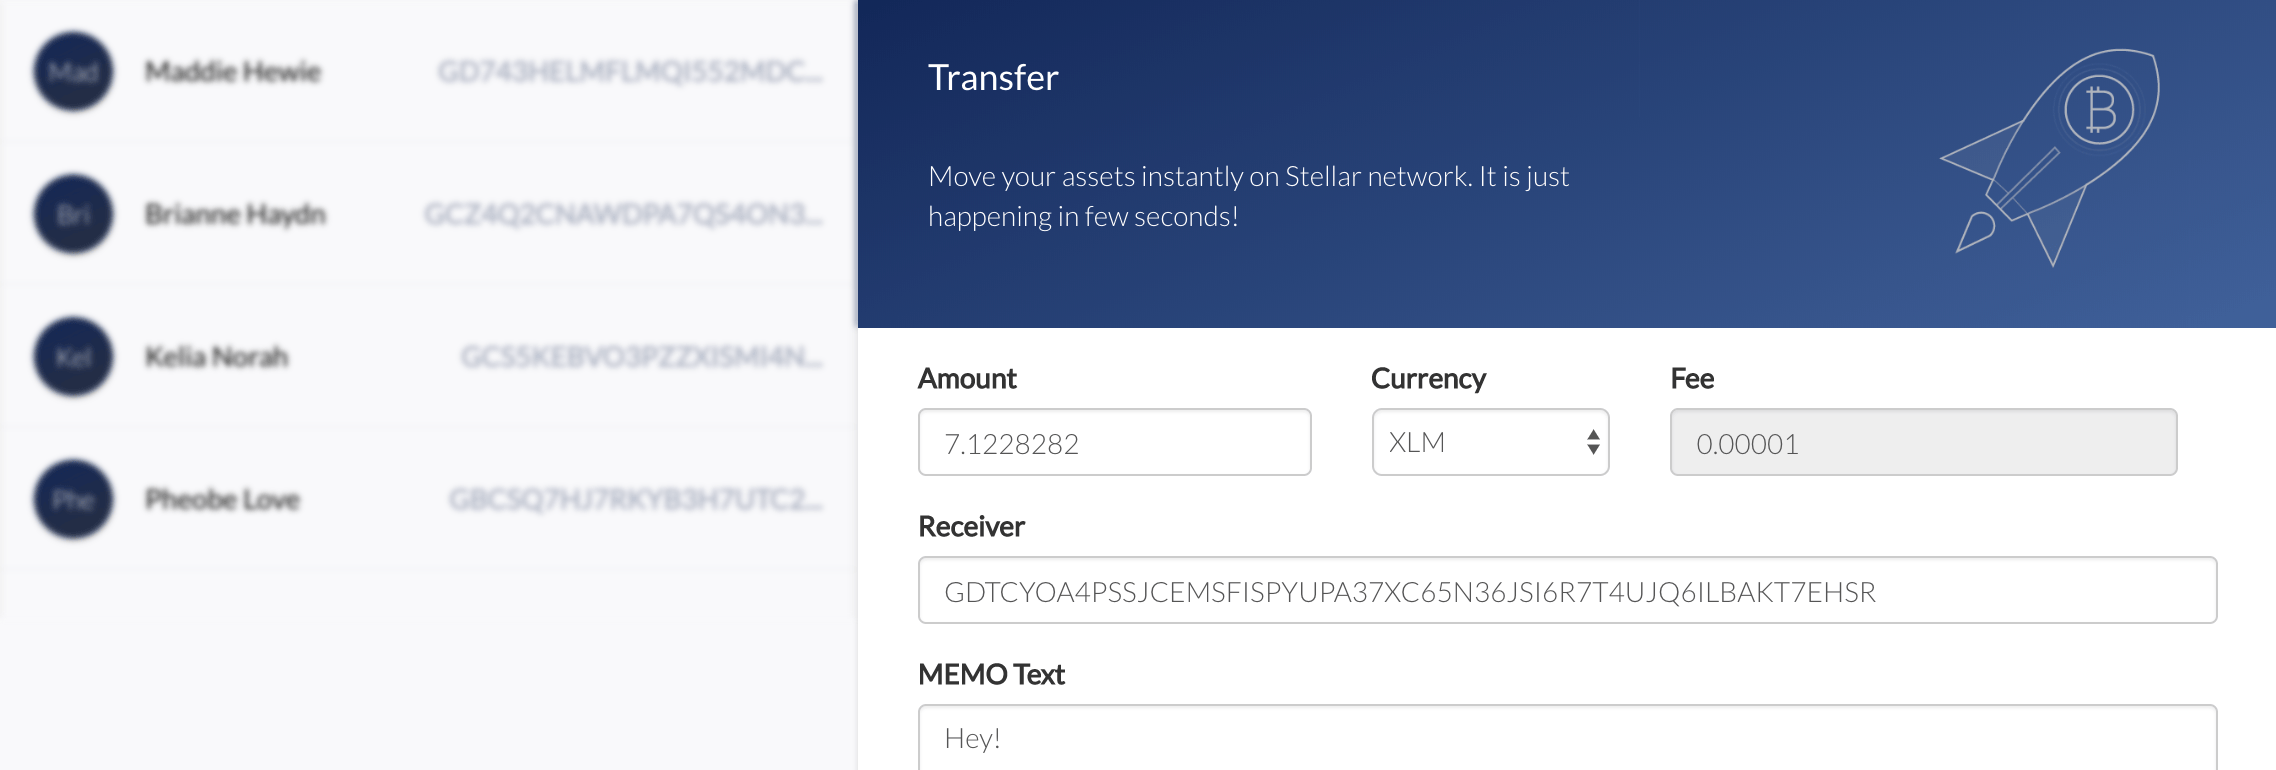 Mad Maddie Hewie GD743HELMFLMQI552MDC...
Bri Brianne Haydn GCZ4Q2CNAWDPA7QS4ON3...
Kel Kelia Norah GCS5KEBVO3PZZXISMI4N...
Phe Pheobe Love GBCSQ7HJ7RKYB3H7UTC2...
Transfer
Move your assets instantly on Stellar network. It is just
happening in few seconds!
Amount Currency Fee
7.1228282 XLM 0.00001
Receiver
GDTCYOA4PSSJCEMSFISPYUPA37XC65N36JSI6R7T4UJQ6ILBAKT7EHSR
MEMO Text
Hey!